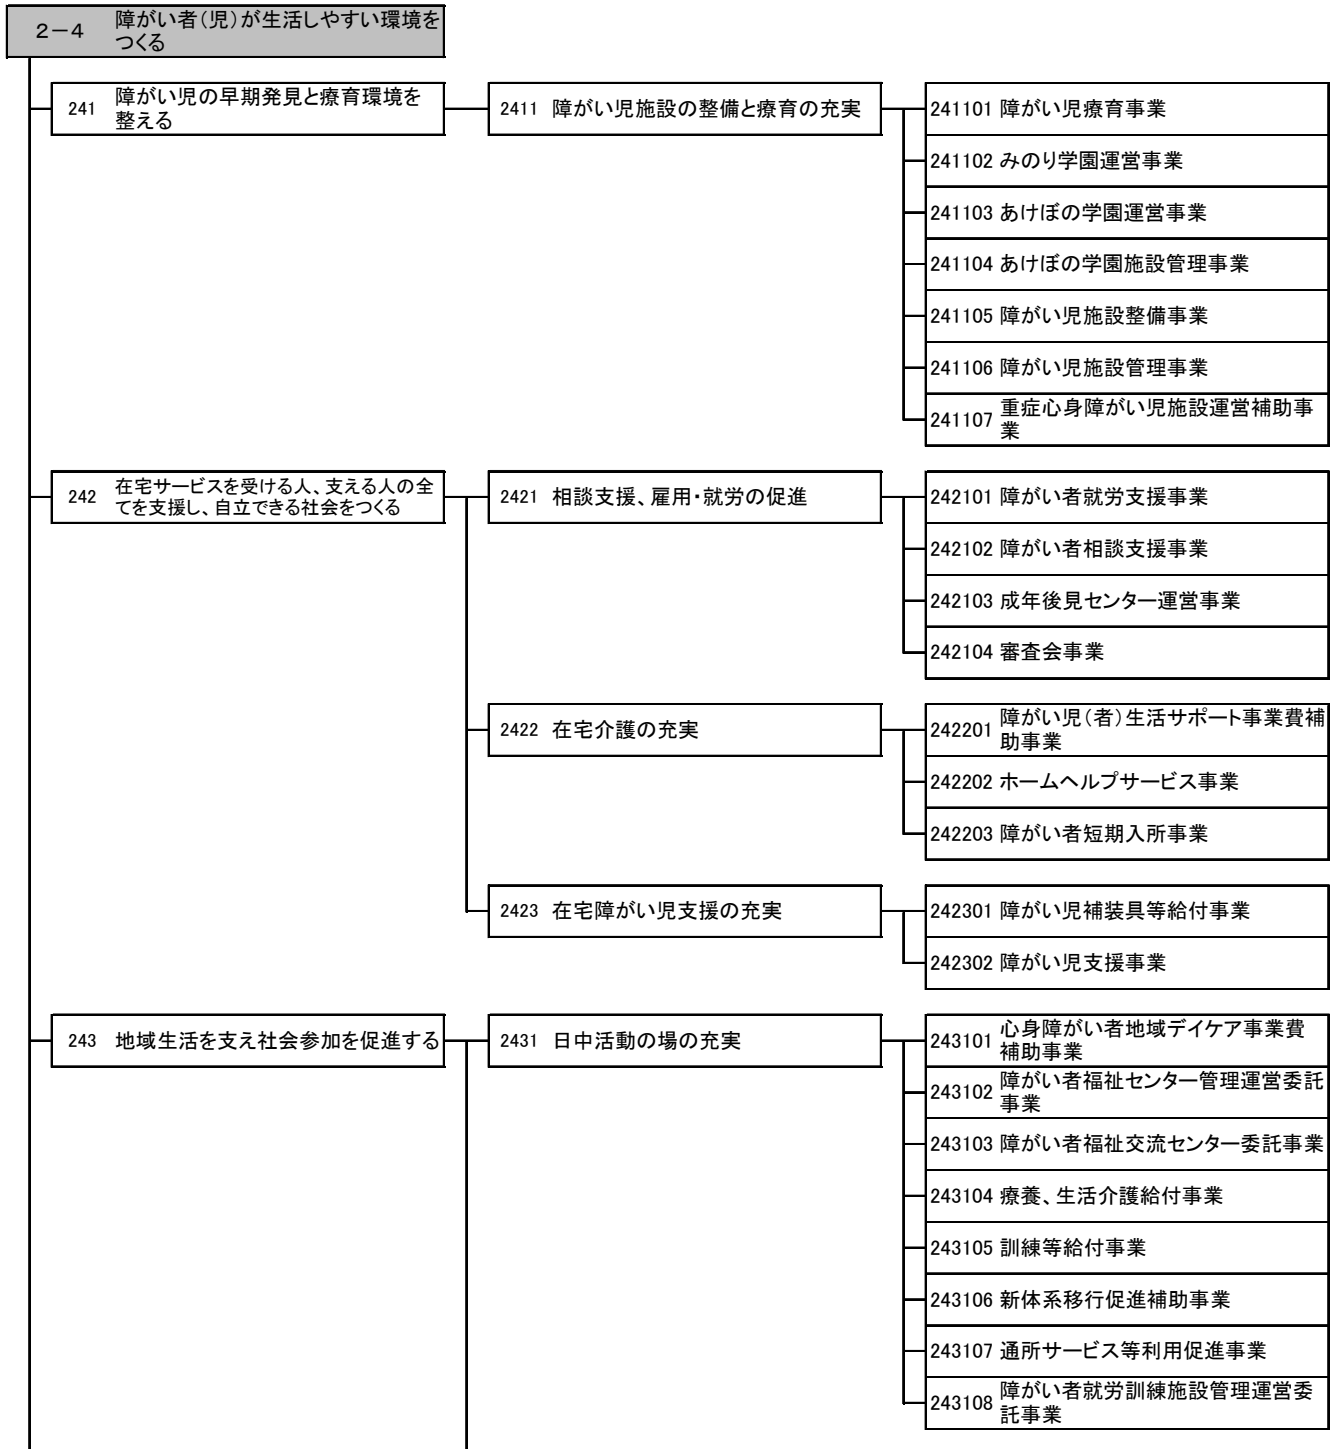 2-4 障がい者(児)が生活しやすい環境を
つくる
241 障がい児の早期発見と療育環境を
整える
2411 障がい児施設の整備と療育の充実
241101 障がい児療育事業
241102 みのり学園運営事業
241103 あけぼの学園運営事業
241104 あけぼの学園施設管理事業
241105 障がい児施設整備事業
241106 障がい児施設管理事業
241107 重症心身障がい児施設運営補助事
業
242 在宅サービスを受ける人、支える人の全
てを支援し、自立できる社会をつくる
2421 相談支援、雇用・就労の促進
242101 障がい者就労支援事業
242102 障がい者相談支援事業
242103 成年後見センター運営事業
242104 審査会事業
2422 在宅介護の充実
242201 障がい児(者)生活サポート事業費補
助事業
242202 ホームヘルプサービス事業
242203 障がい者短期入所事業
2423 在宅障がい児支援の充実
242301 障がい児補装具等給付事業
242302 障がい児支援事業
243 地域生活を支え社会参加を促進する
2431 日中活動の場の充実
243101 心身障がい者地域デイケア事業費
補助事業
243102 障がい者福祉センター管理運営委託
事業
243103 障がい者福祉交流センター委託事業
243104 療養、生活介護給付事業
243105 訓練等給付事業
243106 新体系移行促進補助事業
243107 通所サービス等利用促進事業
243108 障がい者就労訓練施設管理運営委
託事業